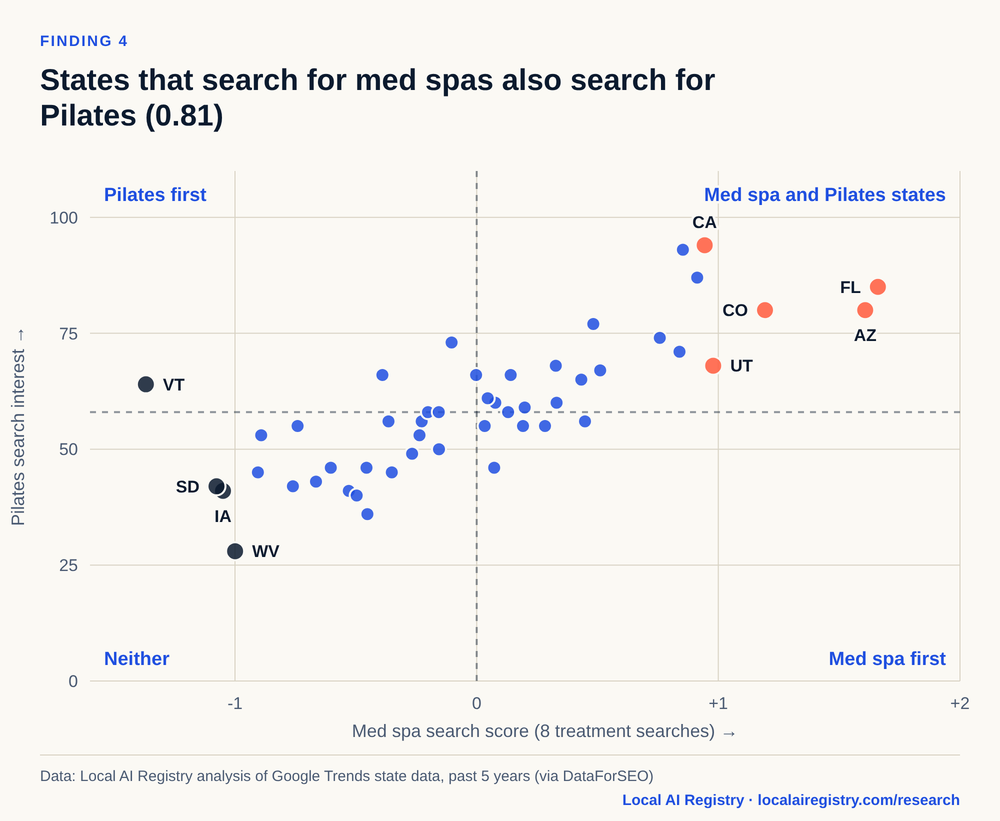 FINDING 4
States that search for med spas also search for
Pilates (0.81)
Pilates first
Med spa and Pilates states
100
CA
FL
CO
AZ
75
UT
VT
Pilates search interest →
50
SD
IA
WV
25
Neither
Med spa first
0
-1
0
+1
+2
Med spa search score (8 treatment searches) →
Data: Local AI Registry analysis of Google Trends state data, past 5 years (via DataForSEO)
Local AI Registry · localairegistry.com/research